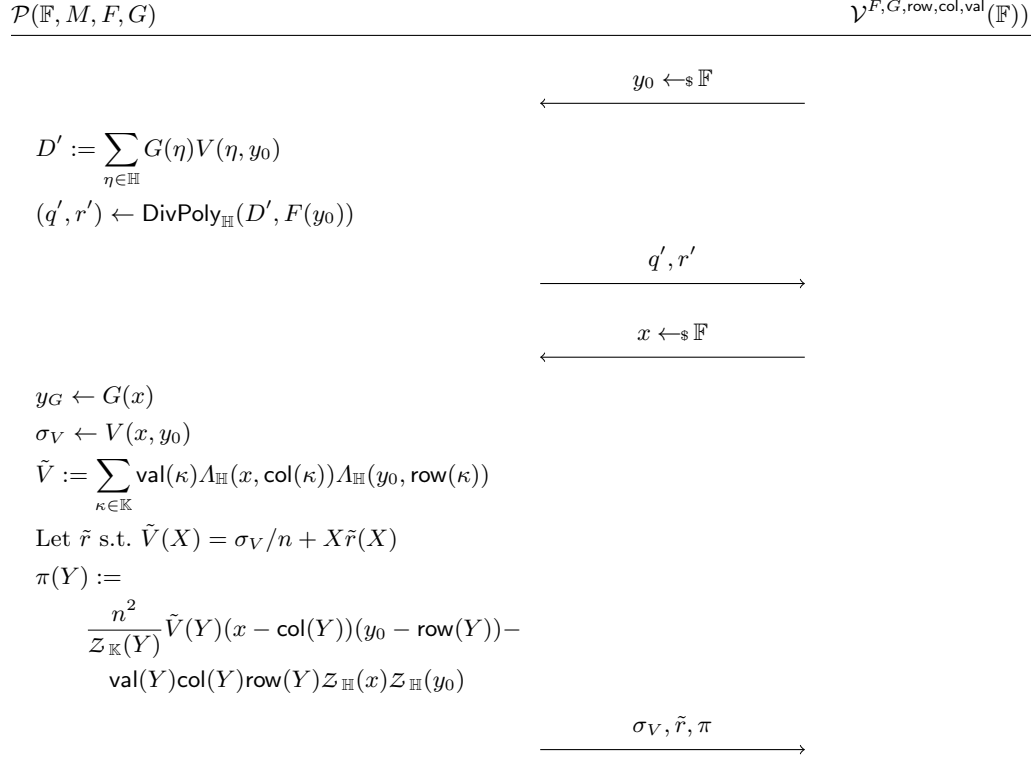 𝒫(𝔽, M, F, G) 𝒱^{F,G,row,col,val}(𝔽))
y₀ ←$ 𝔽
D′ := ∑_{η∈ℍ} G(η)V(η, y₀)
(q′, r′) ← DivPoly_ℍ(D′, F(y₀))
q′, r′
x ←$ 𝔽
y_G ← G(x)
σ_V ← V(x, y₀)
Ṽ := ∑_{κ∈𝕂} val(κ)Λ_ℍ(x, col(κ))Λ_ℍ(y₀, row(κ))
Let r̃ s.t. Ṽ(X) = σ_V/n + Xr̃(X)
π(Y) :=
n²/𝒵_𝕂(Y) Ṽ(Y)(x − col(Y))(y₀ − row(Y))−
val(Y)col(Y)row(Y)𝒵_ℍ(x)𝒵_ℍ(y₀)
σ_V, r̃, π